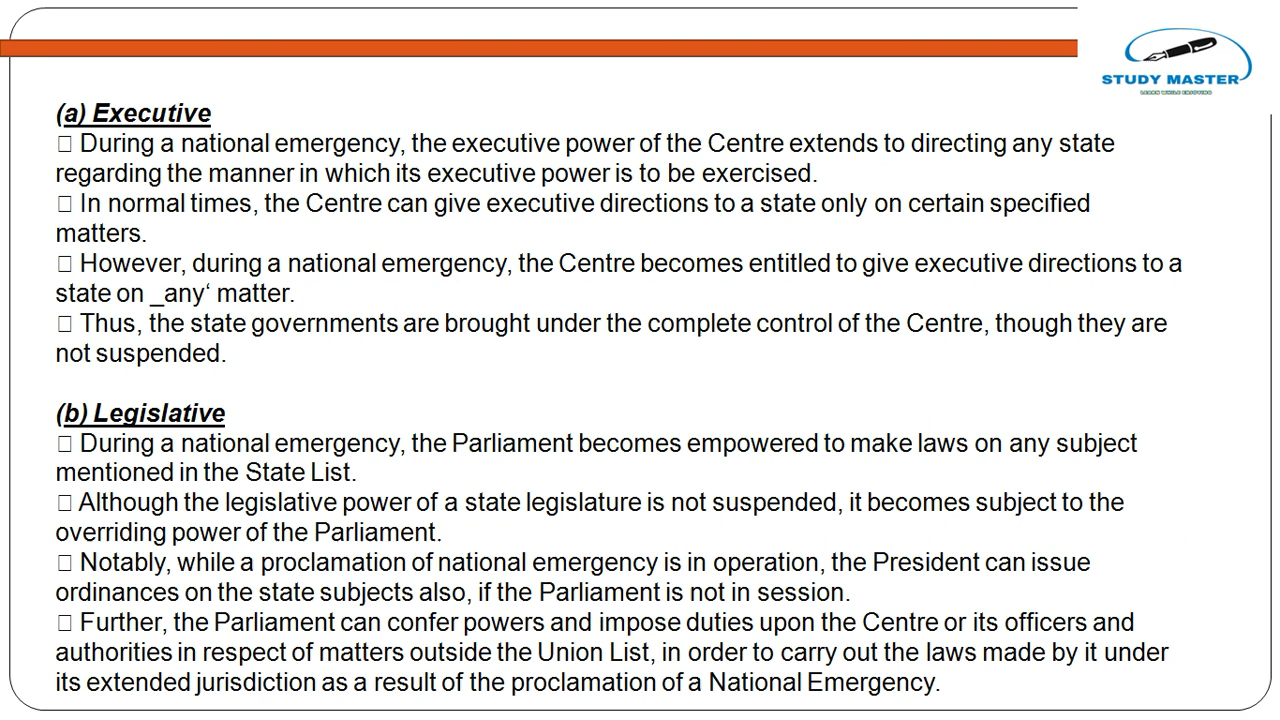 STUDY MASTER
LEARN WHILE ENJOYING
(a) Executive
□ During a national emergency, the executive power of the Centre extends to directing any state
regarding the manner in which its executive power is to be exercised.
□ In normal times, the Centre can give executive directions to a state only on certain specified
matters.
□ However, during a national emergency, the Centre becomes entitled to give executive directions to a
state on _any‘ matter.
□ Thus, the state governments are brought under the complete control of the Centre, though they are
not suspended.
(b) Legislative
□ During a national emergency, the Parliament becomes empowered to make laws on any subject
mentioned in the State List.
□ Although the legislative power of a state legislature is not suspended, it becomes subject to the
overriding power of the Parliament.
□ Notably, while a proclamation of national emergency is in operation, the President can issue
ordinances on the state subjects also, if the Parliament is not in session.
□ Further, the Parliament can confer powers and impose duties upon the Centre or its officers and
authorities in respect of matters outside the Union List, in order to carry out the laws made by it under
its extended jurisdiction as a result of the proclamation of a National Emergency.